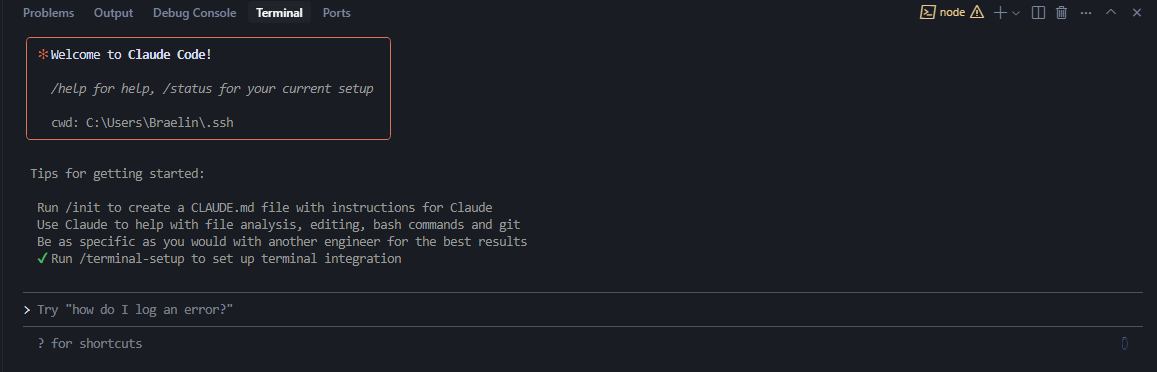 Problems Output Debug Console Terminal Ports node
*Welcome to Claude Code!
/help for help, /status for your current setup
cwd: C:\Users\Braelin\.ssh
Tips for getting started:
Run /init to create a CLAUDE.md file with instructions for Claude
Use Claude to help with file analysis, editing, bash commands and git
Be as specific as you would with another engineer for the best results
✓ Run /terminal-setup to set up terminal integration
> Try "how do I log an error?"
? for shortcuts